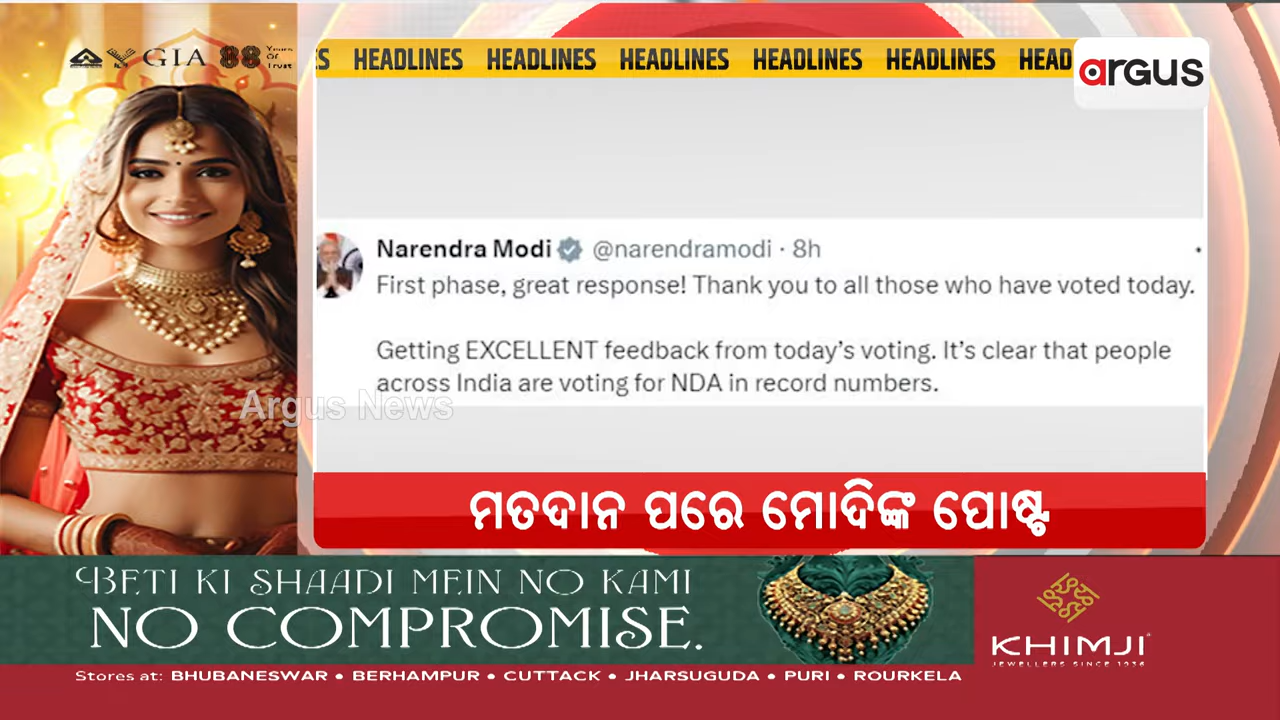 GIA 88 Years Of Trust
HEADLINES HEADLINES HEADLINES HEADLINES HEADLINES HEAD
argus
Narendra Modi @narendramodi · 8h
First phase, great response! Thank you to all those who have voted today.
Getting EXCELLENT feedback from today's voting. It's clear that people
across India are voting for NDA in record numbers.
Argus News
ମତଦାନ ପରେ ମୋଦିଙ୍କ ପୋଷ୍ଟ
BETI KI SHAADI MEIN NO KAMI
NO COMPROMISE.
KHIMJI
JEWELLERS SINCE 1936
Stores at: BHUBANESWAR • BERHAMPUR • CUTTACK • JHARSUGUDA • PURI • ROURKELA